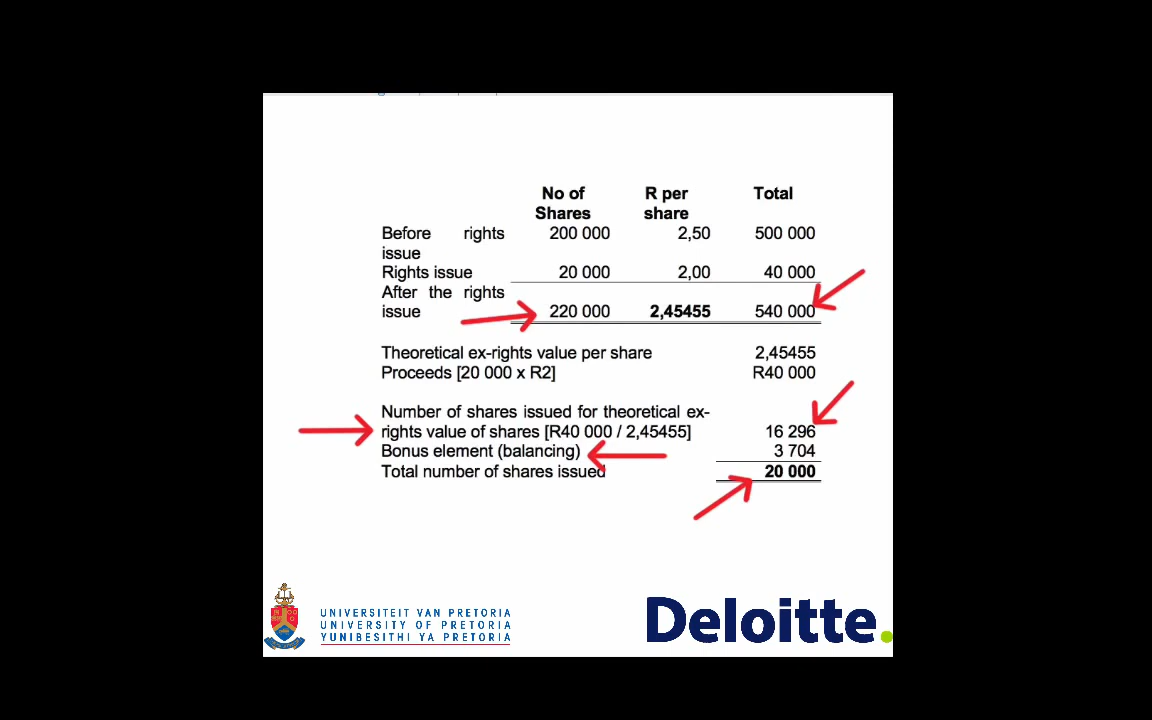 No of R per Total
Shares share
Before rights 200 000 2,50 500 000
issue
Rights issue 20 000 2,00 40 000
After the rights
issue 220 000 2,45455 540 000
Theoretical ex-rights value per share 2,45455
Proceeds [20 000 x R2] R40 000
Number of shares issued for theoretical ex-
rights value of shares [R40 000 / 2,45455] 16 296
Bonus element (balancing) 3 704
Total number of shares issued 20 000
UNIVERSITEIT VAN PRETORIA
UNIVERSITY OF PRETORIA
YUNIBESITHI YA PRETORIA
Deloitte.